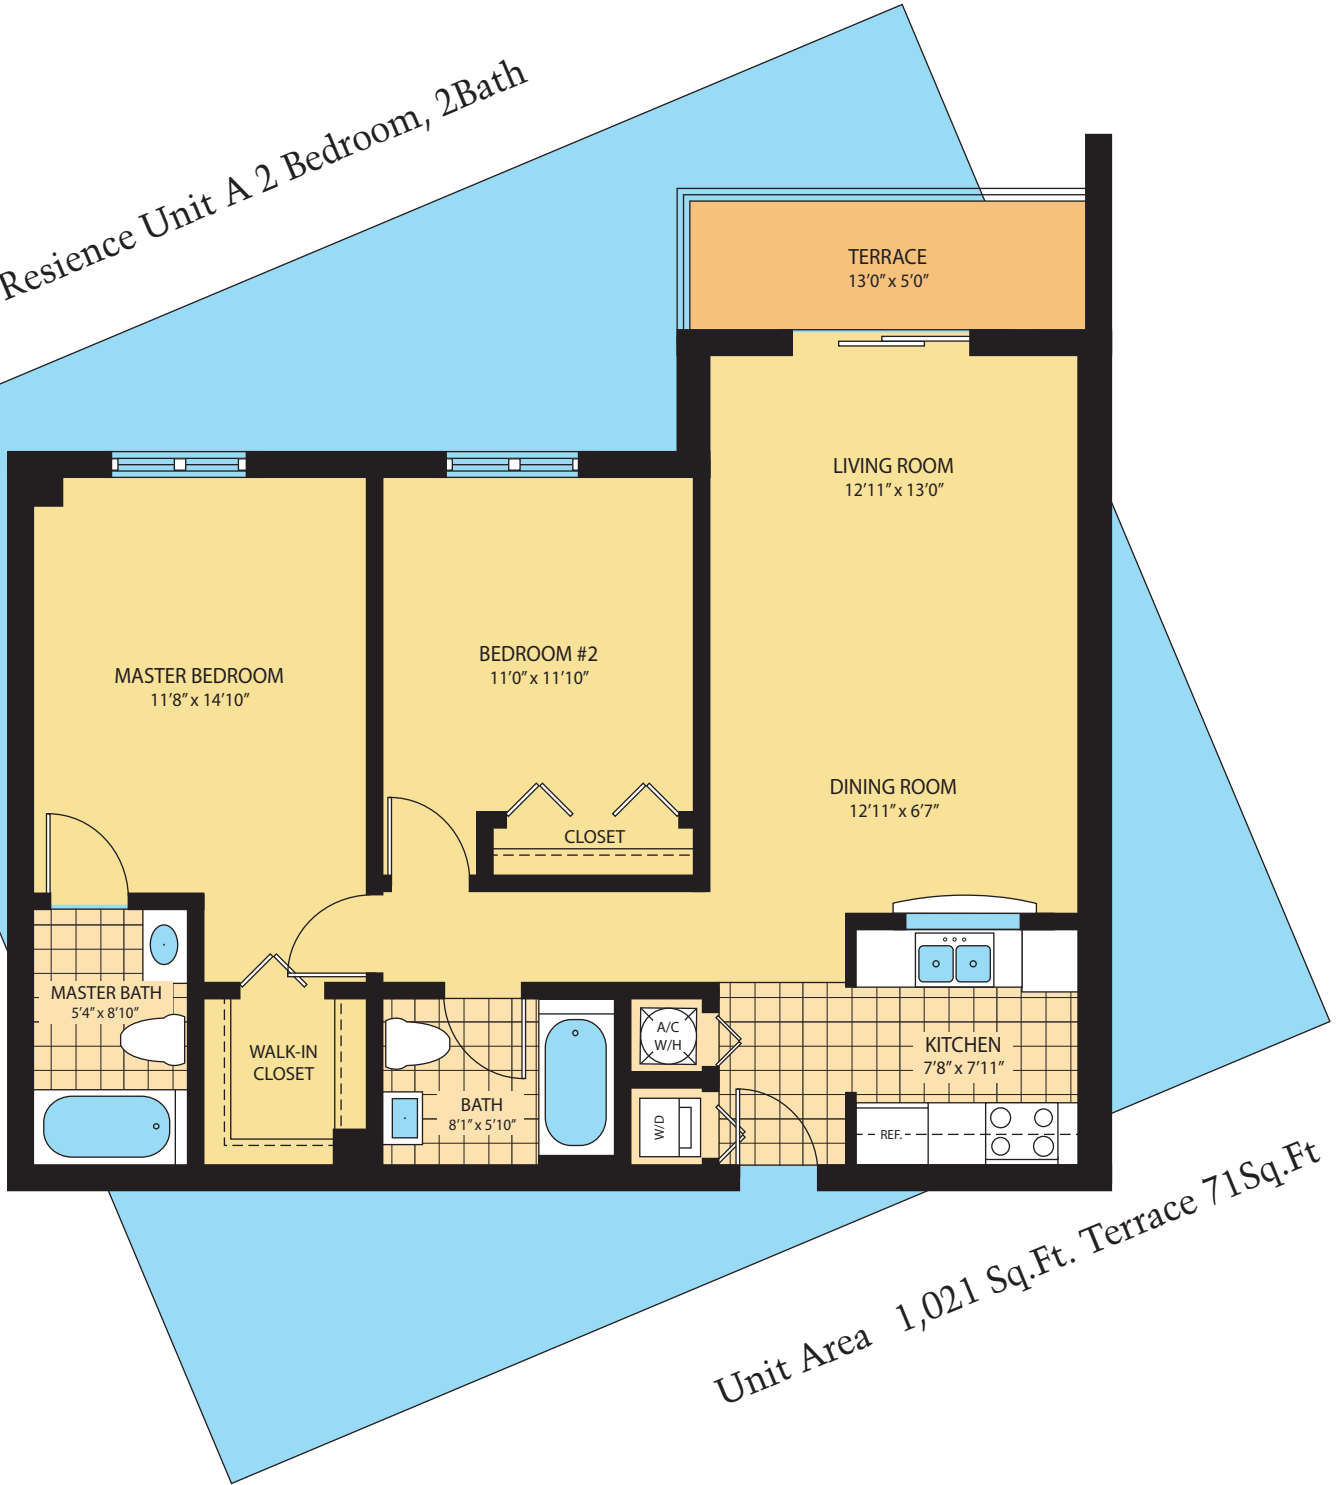 Resience Unit A 2 Bedroom, 2Bath
TERRACE
13'0" x 5'0"
LIVING ROOM
12'11" x 13'0"
BEDROOM #2
11'0" x 11'10"
MASTER BEDROOM
11'8" x 14'10"
DINING ROOM
12'11" x 6'7"
CLOSET
MASTER BATH
5'4" x 8'10"
WALK-IN
CLOSET
BATH
8'1" x 5'10"
A/C
W/H
W/D
KITCHEN
7'8" x 7'11"
REF.
Unit Area 1,021 Sq.Ft. Terrace 71Sq.Ft